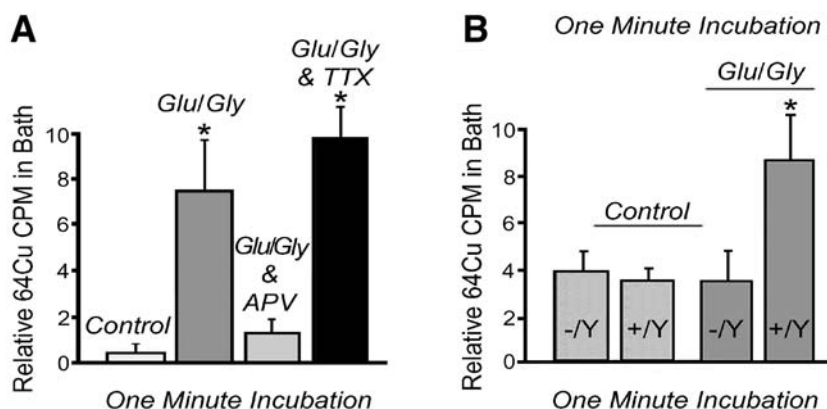 A
Relative 64Cu CPM in Bath
10
8
6
4
2
0
Control
Glu/Gly
*
Glu/Gly
&
APV
Glu/Gly
& TTX
*
One Minute Incubation
B
One Minute Incubation
Relative 64Cu CPM in Bath
10
8
6
4
2
0
Control
Glu/Gly
*
-/Y
+/Y
-/Y
+/Y
One Minute Incubation